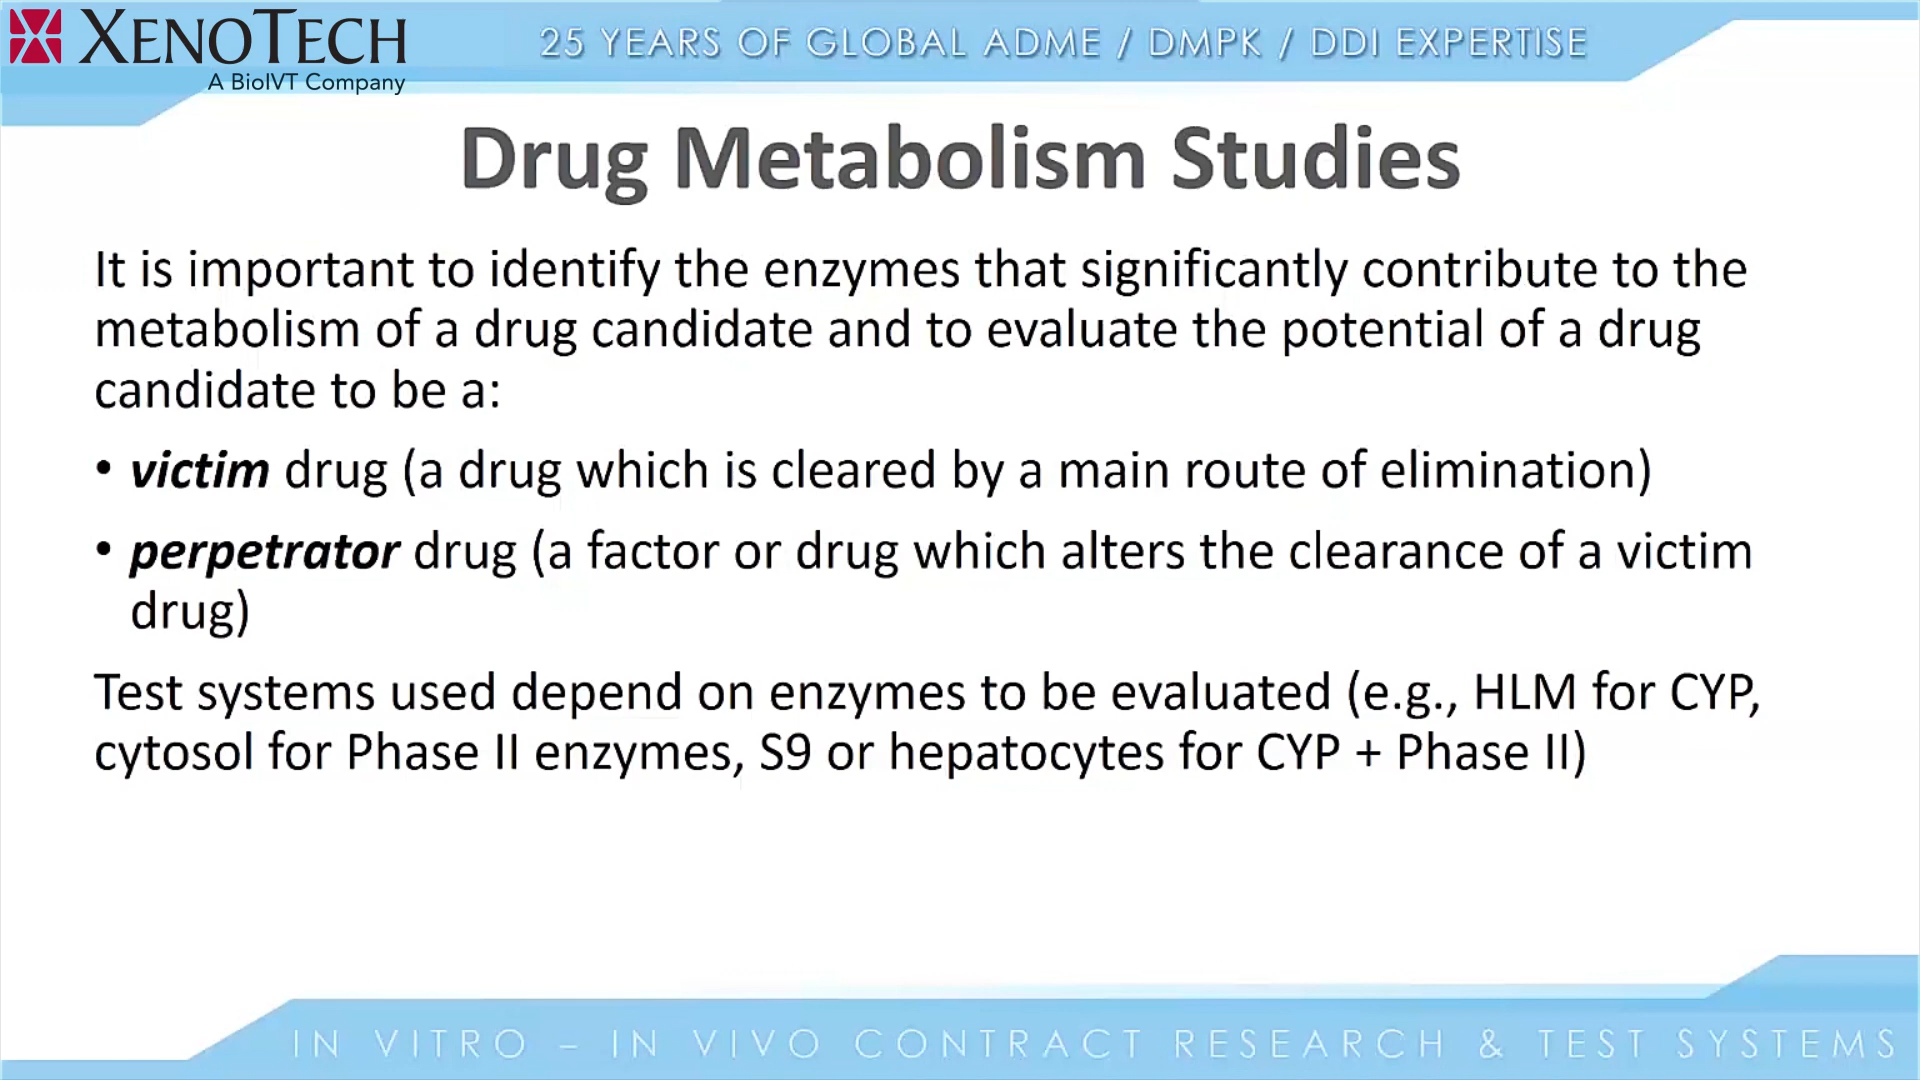 XENOTECH
A BioIVT Company
25 YEARS OF GLOBAL ADME / DMPK / DDI EXPERTISE
Drug Metabolism Studies
It is important to identify the enzymes that significantly contribute to the
metabolism of a drug candidate and to evaluate the potential of a drug
candidate to be a:
• victim drug (a drug which is cleared by a main route of elimination)
• perpetrator drug (a factor or drug which alters the clearance of a victim
drug)
Test systems used depend on enzymes to be evaluated (e.g., HLM for CYP,
cytosol for Phase II enzymes, S9 or hepatocytes for CYP + Phase II)
IN VITRO – IN VIVO CONTRACT RESEARCH & TEST SYSTEMS